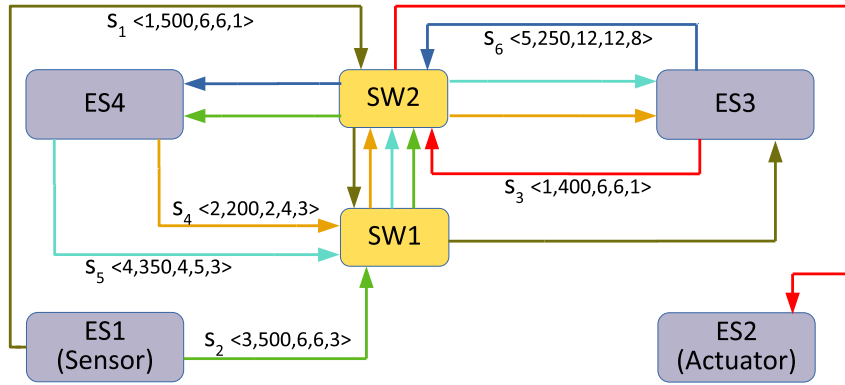 S1 <1,500,6,6,1>
S6 <5,250,12,12,8>
ES4
SW2
ES3
S3 <1,400,6,6,1>
S4 <2,200,2,4,3>
SW1
S5 <4,350,4,5,3>
ES1
(Sensor)
S2 <3,500,6,6,3>
ES2
(Actuator)